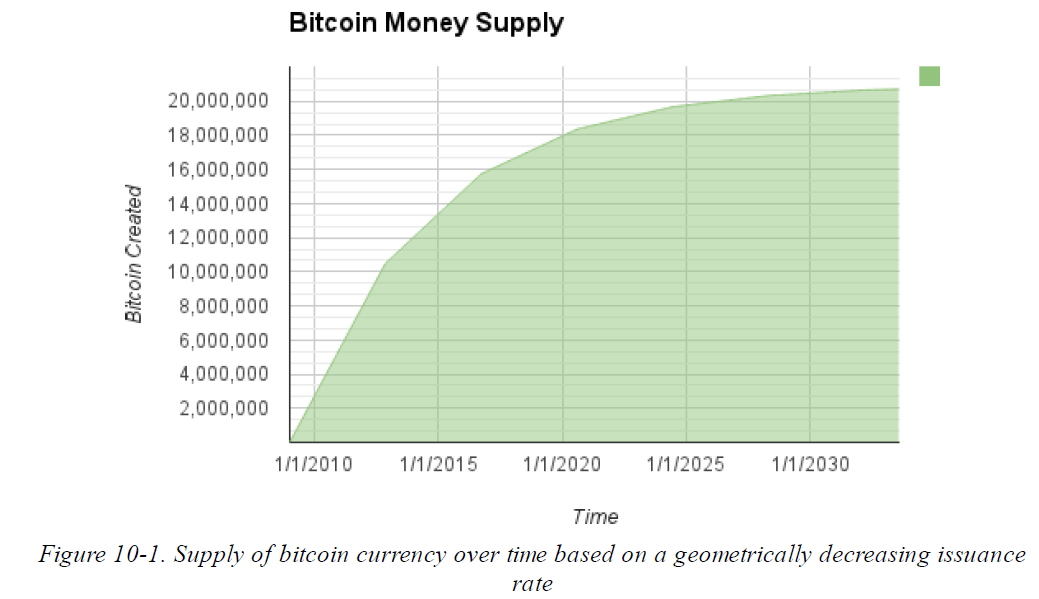 Bitcoin Money Supply
20,000,000
18,000,000
16,000,000
14,000,000
12,000,000
10,000,000
8,000,000
6,000,000
4,000,000
2,000,000
Bitcoin Created
1/1/2010 1/1/2015 1/1/2020 1/1/2025 1/1/2030
Time
Figure 10-1. Supply of bitcoin currency over time based on a geometrically decreasing issuance
rate